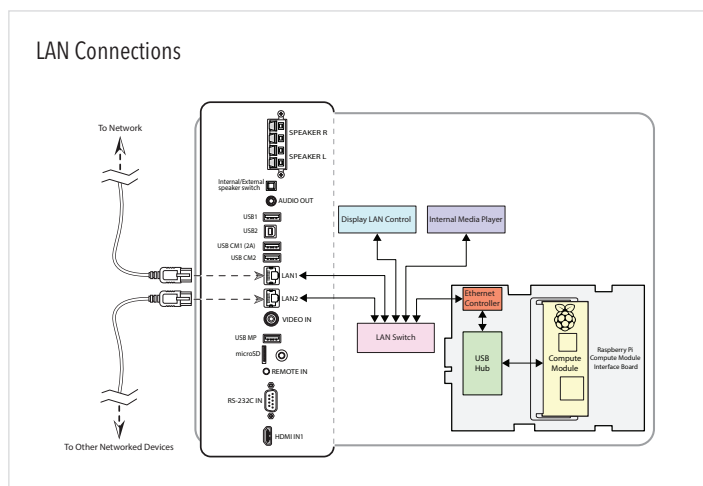 LAN Connections
To Network
SPEAKER R
SPEAKER L
Internal/External
speaker switch
AUDIO OUT
USB1
USB2
USB CM1 (2A)
USB CM2
LAN1
LAN2
VIDEO IN
USB MP
microSD
REMOTE IN
RS-232C IN
HDMI IN1
To Other Networked Devices
Display LAN Control
Internal Media Player
LAN Switch
Ethernet
Controller
USB
Hub
Compute
Module
Raspberry Pi
Compute Module
Interface Board